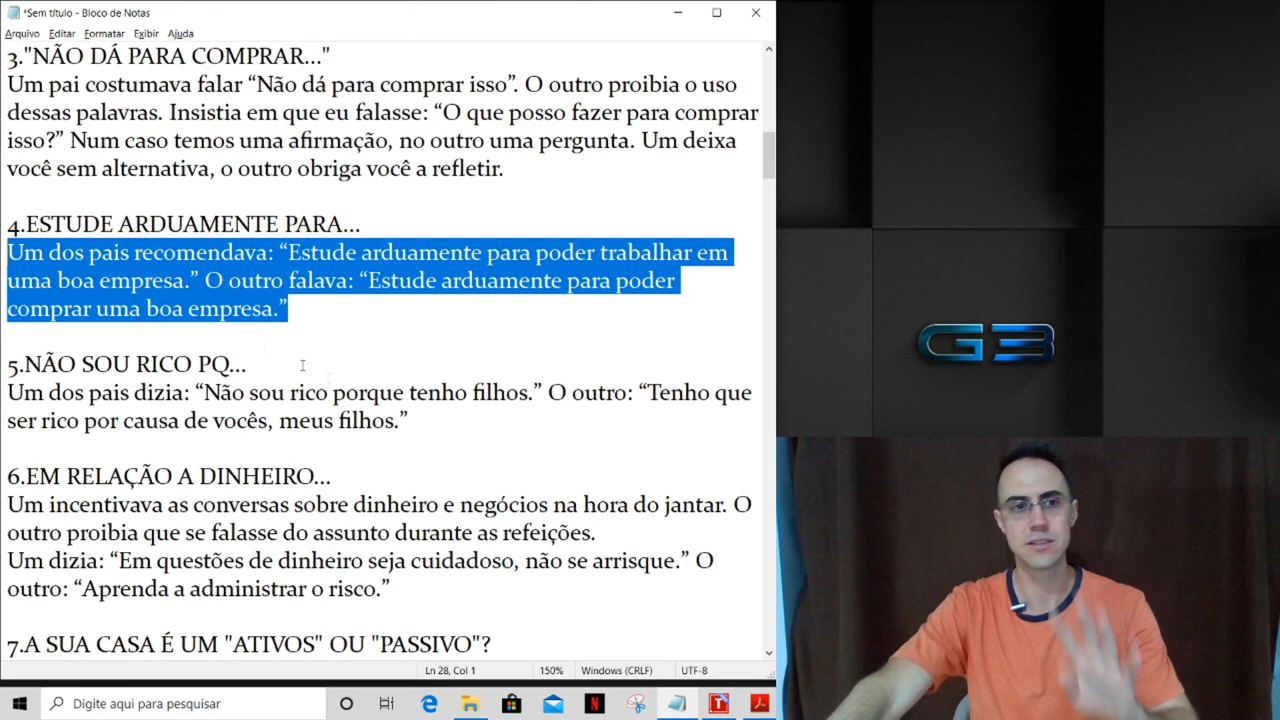 *Sem título - Bloco de Notas
Arquivo Editar Formatar Exibir Ajuda
3."NÃO DÁ PARA COMPRAR..."
Um pai costumava falar “Não dá para comprar isso”. O outro proibia o uso
dessas palavras. Insistia em que eu falasse: “O que posso fazer para comprar
isso?” Num caso temos uma afirmação, no outro uma pergunta. Um deixa
você sem alternativa, o outro obriga você a refletir.
4.ESTUDE ARDUAMENTE PARA...
Um dos pais recomendava: “Estude arduamente para poder trabalhar em
uma boa empresa.” O outro falava: “Estude arduamente para poder
comprar uma boa empresa.”
5.NÃO SOU RICO PQ...
Um dos pais dizia: “Não sou rico porque tenho filhos.” O outro: “Tenho que
ser rico por causa de vocês, meus filhos.”
6.EM RELAÇÃO A DINHEIRO...
Um incentivava as conversas sobre dinheiro e negócios na hora do jantar. O
outro proibia que se falasse do assunto durante as refeições.
Um dizia: “Em questões de dinheiro seja cuidadoso, não se arrisque.” O
outro: “Aprenda a administrar o risco.”
7.A SUA CASA É UM "ATIVOS" OU "PASSIVO"?
Ln 28, Col 1 150% Windows (CRLF) UTF-8
Digite aqui para pesquisar
G3